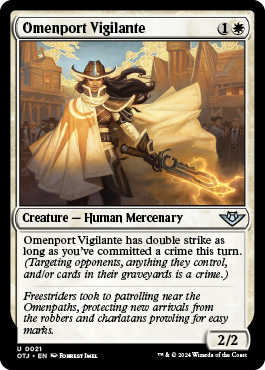 Omenport Vigilante 1
Creature — Human Mercenary
Omenport Vigilante has double strike as
long as you've committed a crime this turn.
(Targeting opponents, anything they control,
and/or cards in their graveyards is a crime.)
Freestriders took to patrolling near the
Omenpaths, protecting new arrivals from
the robbers and charlatans prowling for easy
marks.
2/2
U 0021
OTJ • EN Forrest Imel
™ & © 2024 Wizards of the Coast